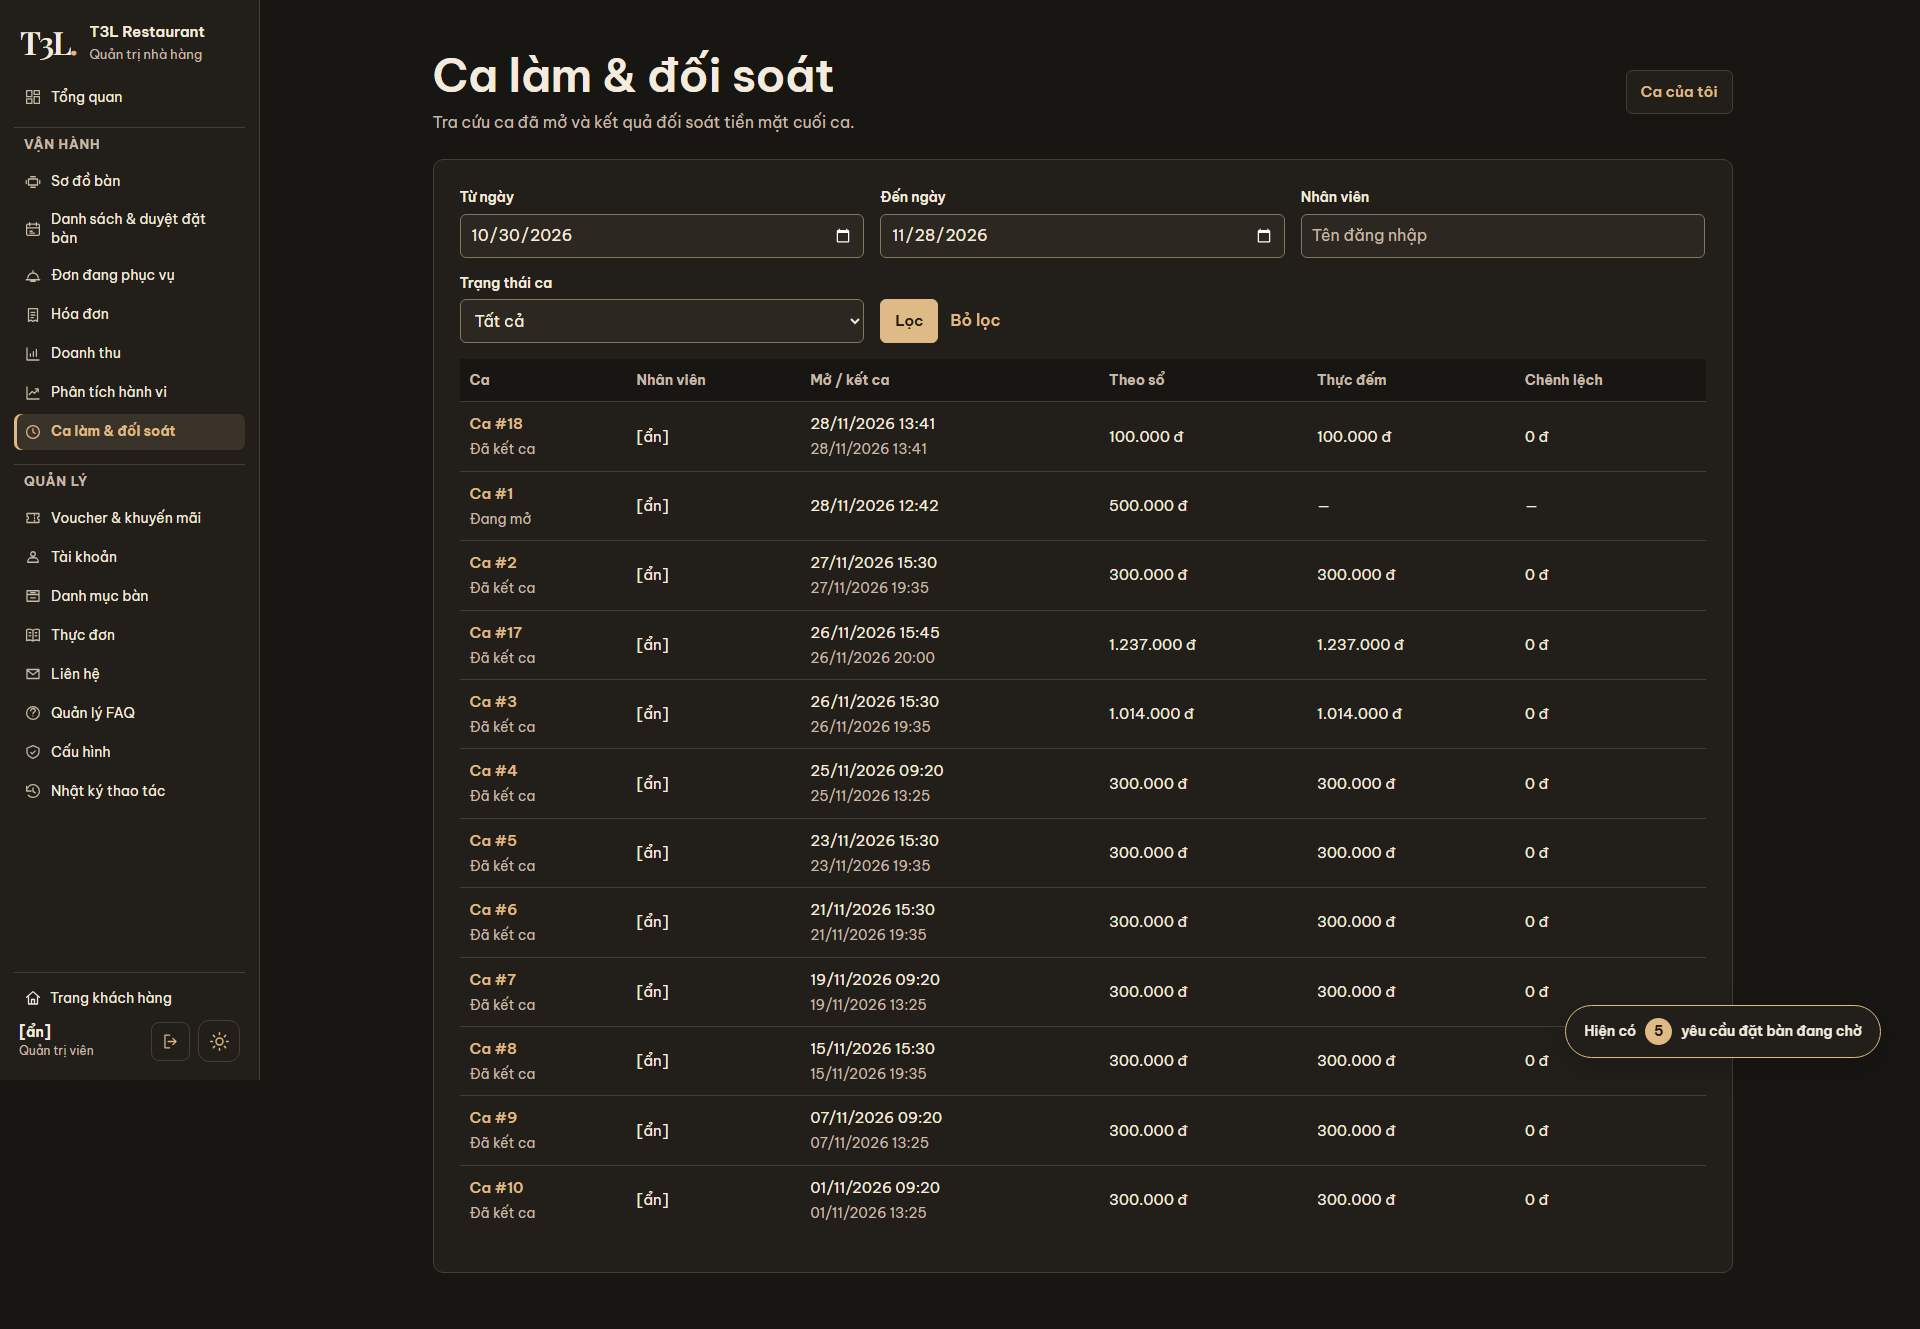 T3L.
T3L Restaurant
Quản trị nhà hàng
Tổng quan
VẬN HÀNH
Sơ đồ bàn
Danh sách & duyệt đặt
bàn
Đơn đang phục vụ
Hóa đơn
Doanh thu
Phân tích hành vi
Ca làm & đối soát
QUẢN LÝ
Voucher & khuyến mãi
Tài khoản
Danh mục bàn
Thực đơn
Liên hệ
Quản lý FAQ
Cấu hình
Nhật ký thao tác
Trang khách hàng
[ẩn]
Quản trị viên
Ca làm & đối soát
Tra cứu ca đã mở và kết quả đối soát tiền mặt cuối ca.
Ca của tôi
Từ ngày Đến ngày Nhân viên
10/30/2026 11/28/2026 Tên đăng nhập
Trạng thái ca
Tất cả Lọc Bỏ lọc
Ca Nhân viên Mở / kết ca Theo sổ Thực đếm Chênh lệch
Ca #18 28/11/2026 13:41
[ẩn] 100.000 đ 100.000 đ 0 đ
Đã kết ca 28/11/2026 13:41
Ca #1
[ẩn] 28/11/2026 12:42 500.000 đ — —
Đang mở
Ca #2 27/11/2026 15:30
[ẩn] 300.000 đ 300.000 đ 0 đ
Đã kết ca 27/11/2026 19:35
Ca #17 26/11/2026 15:45
[ẩn] 1.237.000 đ 1.237.000 đ 0 đ
Đã kết ca 26/11/2026 20:00
Ca #3 26/11/2026 15:30
[ẩn] 1.014.000 đ 1.014.000 đ 0 đ
Đã kết ca 26/11/2026 19:35
Ca #4 25/11/2026 09:20
[ẩn] 300.000 đ 300.000 đ 0 đ
Đã kết ca 25/11/2026 13:25
Ca #5 23/11/2026 15:30
[ẩn] 300.000 đ 300.000 đ 0 đ
Đã kết ca 23/11/2026 19:35
Ca #6 21/11/2026 15:30
[ẩn] 300.000 đ 300.000 đ 0 đ
Đã kết ca 21/11/2026 19:35
Ca #7 19/11/2026 09:20
[ẩn] 300.000 đ 300.000 đ 0 đ
Đã kết ca 19/11/2026 13:25
Ca #8 15/11/2026 15:30
[ẩn] 300.000 đ 300.000 đ 0 đ
Đã kết ca 15/11/2026 19:35
Ca #9 07/11/2026 09:20
[ẩn] 300.000 đ 300.000 đ 0 đ
Đã kết ca 07/11/2026 13:25
Ca #10 01/11/2026 09:20
[ẩn] 300.000 đ 300.000 đ 0 đ
Đã kết ca 01/11/2026 13:25
Hiện có 5 yêu cầu đặt bàn đang chờ